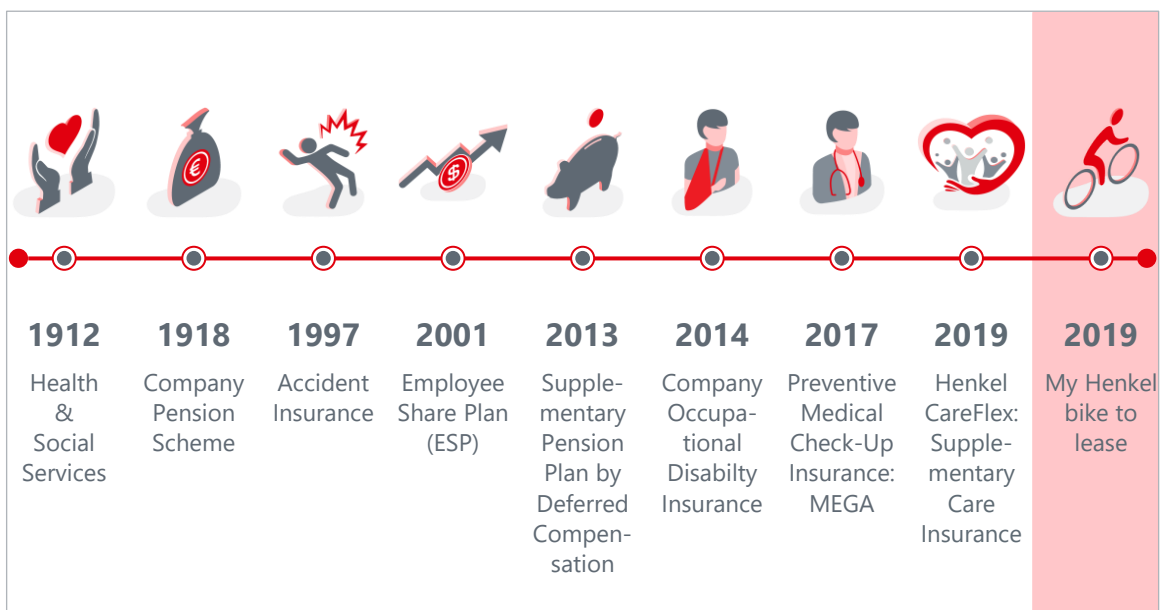 €
$
1912
Health
&
Social
Services
1918
Company
Pension
Scheme
1997
Accident
Insurance
2001
Employee
Share Plan
(ESP)
2013
Supple-
mentary
Pension
Plan by
Deferred
Compen-
sation
2014
Company
Occupa-
tional
Disabilty
Insurance
2017
Preventive
Medical
Check-Up
Insurance:
MEGA
2019
Henkel
CareFlex:
Supple-
mentary
Care
Insurance
2019
My Henkel
bike to
lease